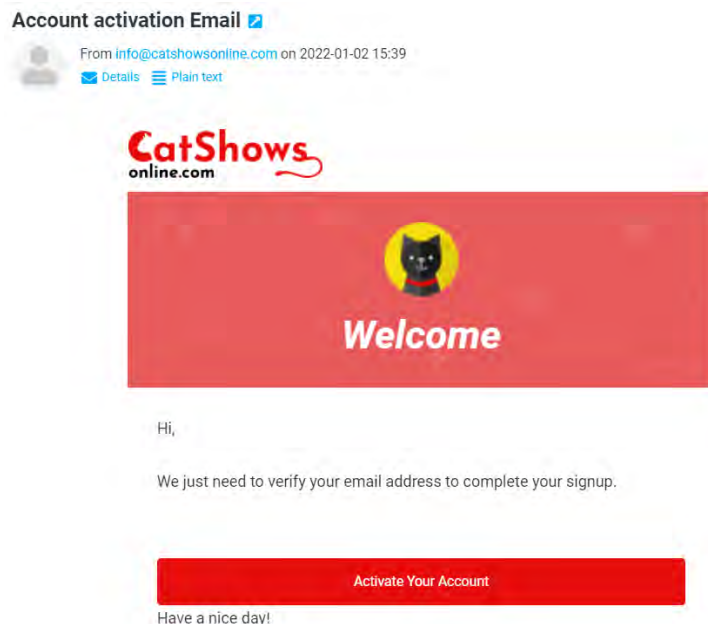 Account activation Email
From info@catshowsonline.com on 2022-01-02 15:39
Details Plain text
CatShows
online.com
Welcome
Hi,
We just need to verify your email address to complete your signup.
Activate Your Account
Have a nice day!